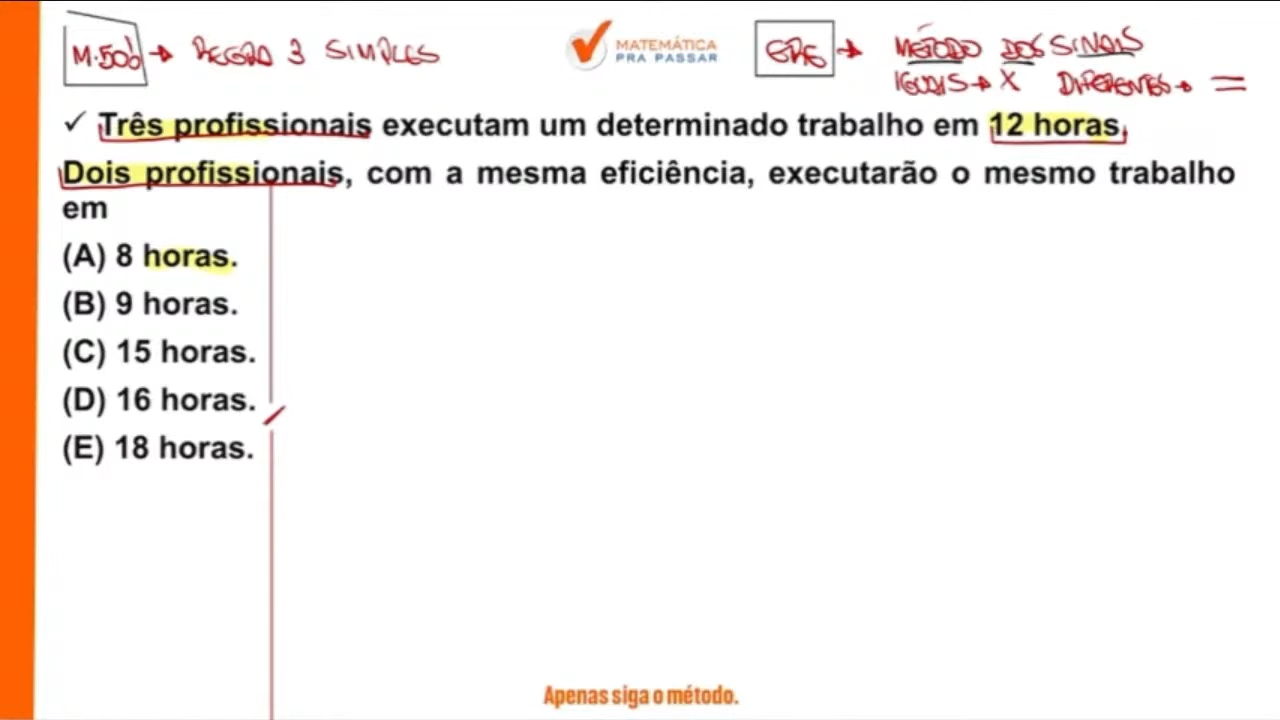 M.500 → REGRA 3 SIMPLES
MATEMÁTICA
PRA PASSAR
→ MÉTODO DOS SINAIS
IGUAIS → X DIFERENTES → =
✓ Três profissionais executam um determinado trabalho em 12 horas.
Dois profissionais, com a mesma eficiência, executarão o mesmo trabalho
em
(A) 8 horas.
(B) 9 horas.
(C) 15 horas.
(D) 16 horas.
(E) 18 horas.
Apenas siga o método.